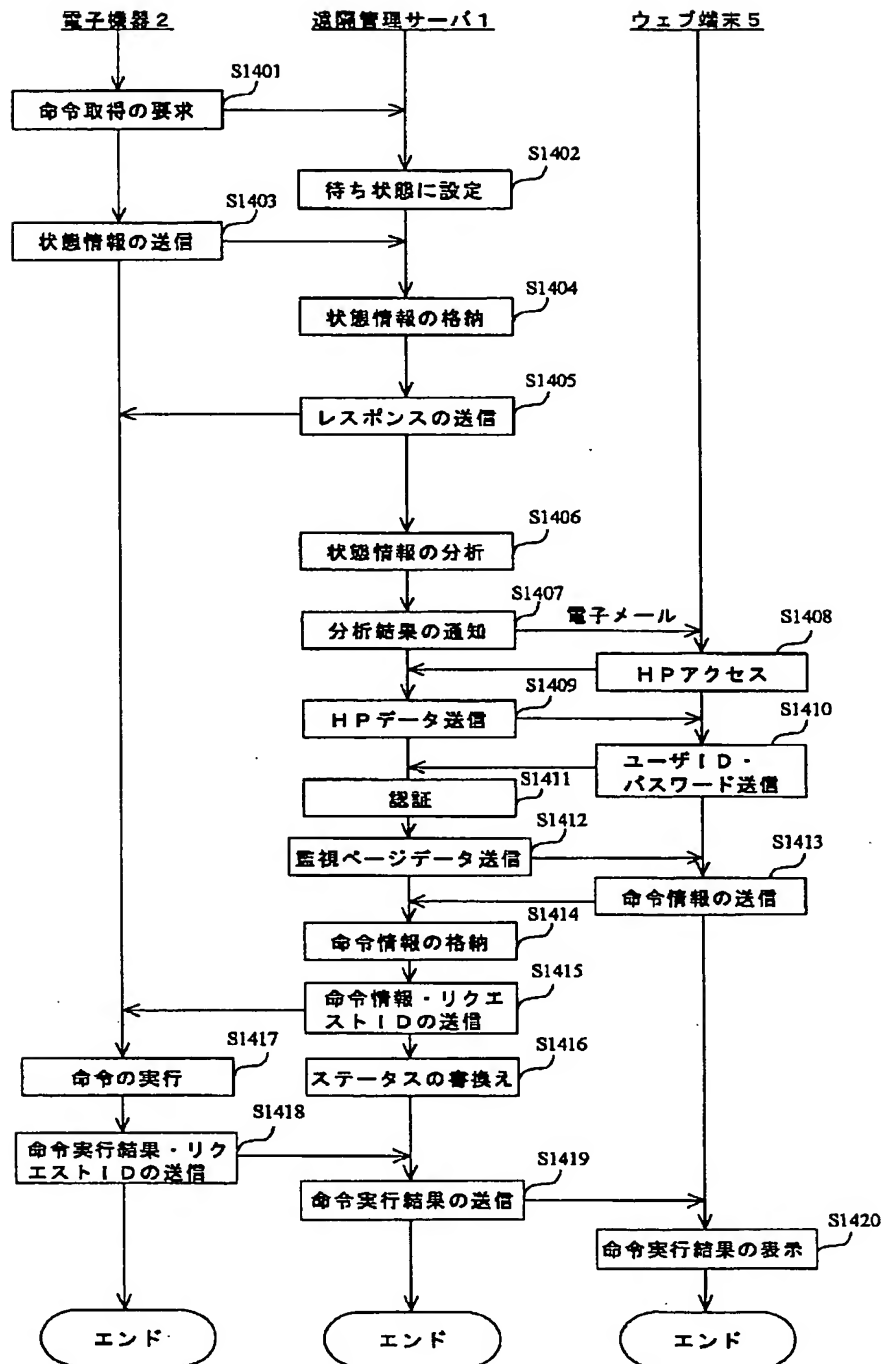 電子機器2
遠隔管理サーバ1
ウェブ端末5
S1401
命令取得の要求
S1402
待ち状態に設定
S1403
状態情報の送信
S1404
状態情報の格納
S1405
レスポンスの送信
S1406
状態情報の分析
S1407
分析結果の通知
電子メール
S1408
HPアクセス
S1409
HPデータ送信
S1410
ユーザID・
パスワード送信
S1411
認証
S1412
監視ページデータ送信
S1413
命令情報の送信
S1414
命令情報の格納
S1415
命令情報・リクエ
ストIDの送信
S1417
命令の実行
S1416
ステータスの書換え
S1418
命令実行結果・リク
エストIDの送信
S1419
命令実行結果の送信
S1420
命令実行結果の表示
エンド
エンド
エンド